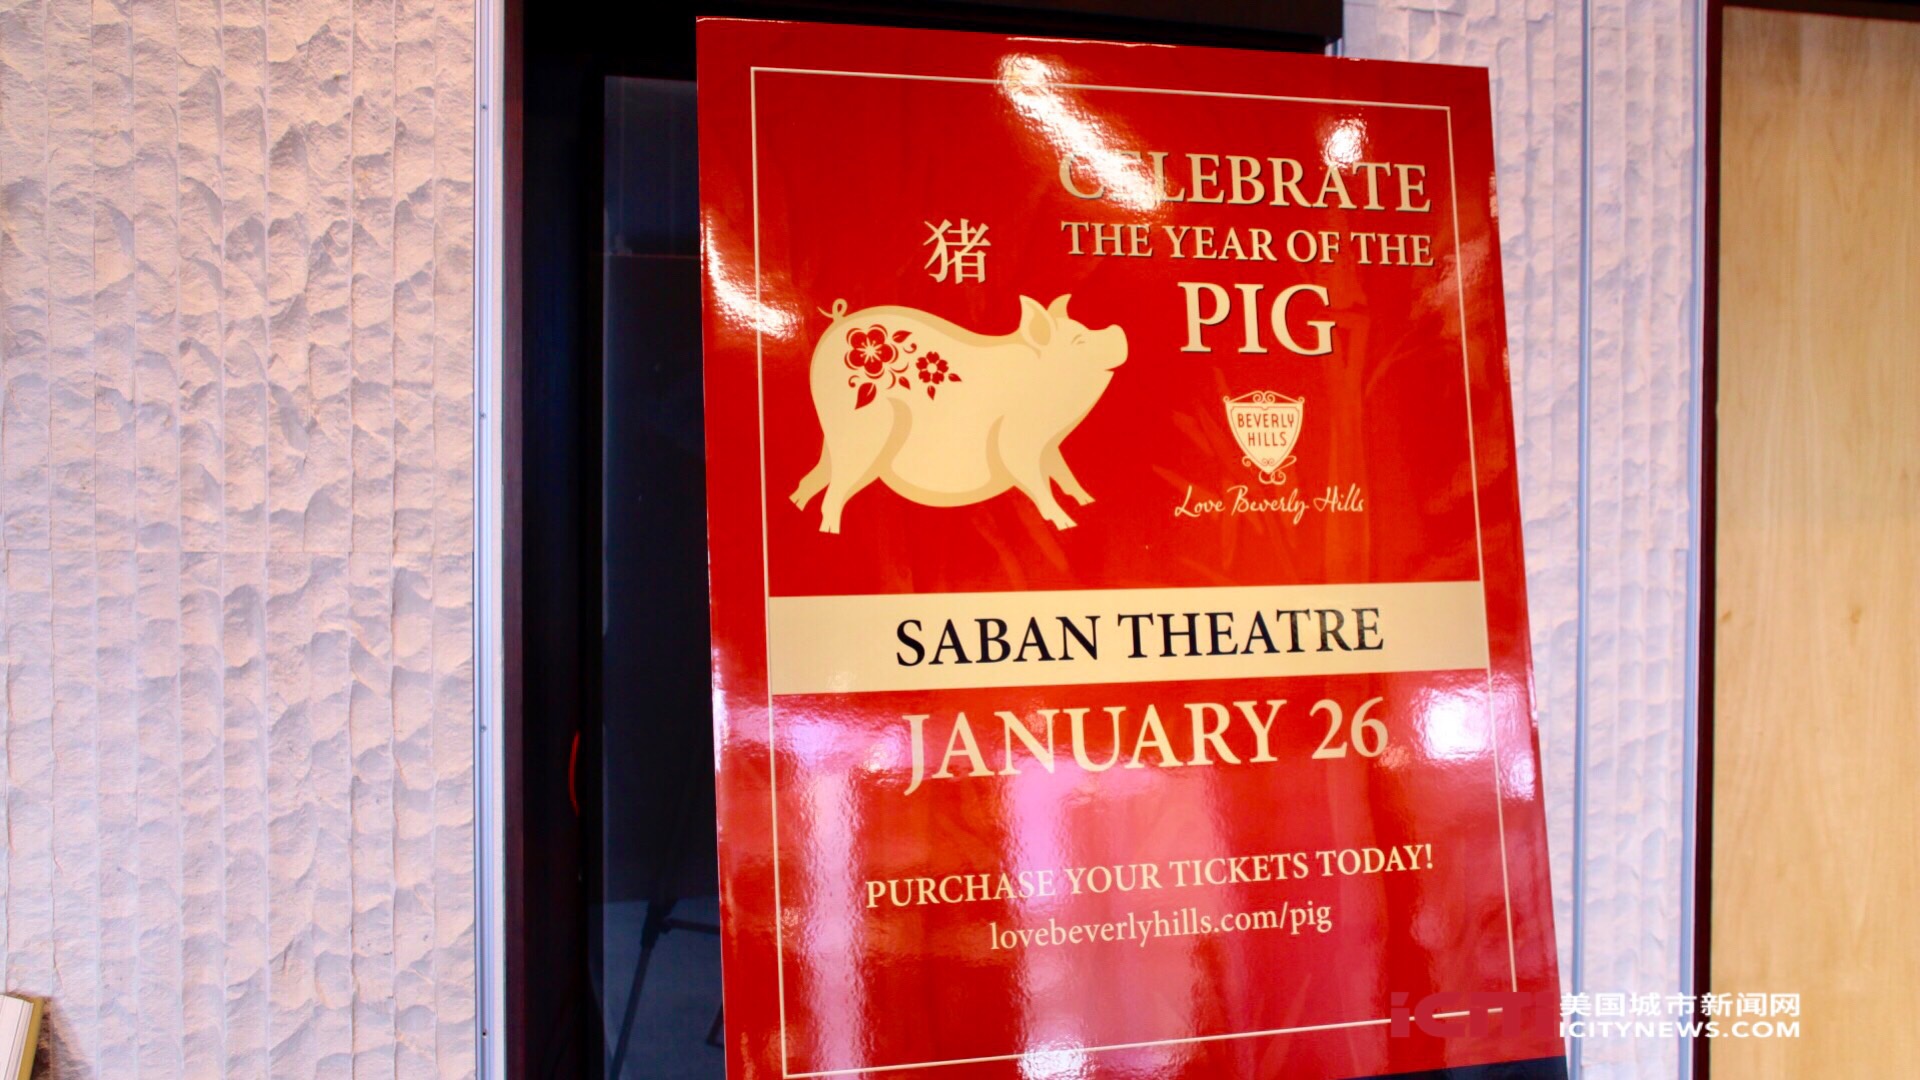 CELEBRATE
THE YEAR OF THE
PIG
猪
BEVERLY
HILLS
Love Beverly Hills
SABAN THEATRE
JANUARY 26
PURCHASE YOUR TICKETS TODAY!
lovebeverlyhills.com/pig
iCiTi 美国城市新闻网
ICITYNEWS.COM